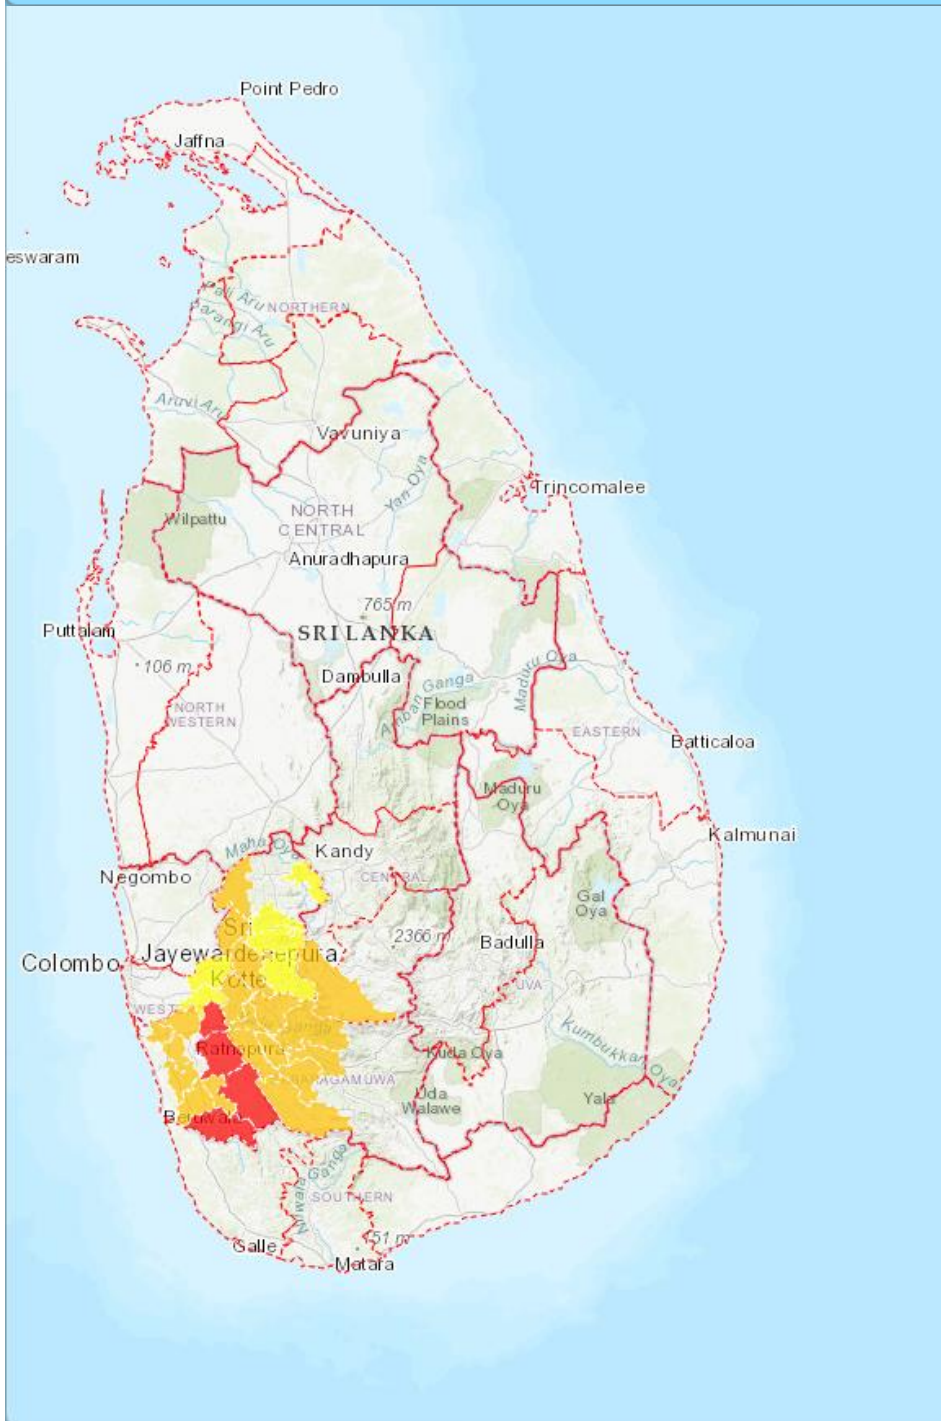 Point Pedro
Jaffna
eswaram
Pali Aru
NORTHERN
Parangi Aru
Aruvi Aru
Vavuniya
Yan Oya
Trincomalee
Wilpattu
NORTH
CENTRAL
Anuradhapura
765 m
Puttalam
SRI LANKA
106 m
Dambulla
Amban Ganga
Maduru Oya
Flood
Plains
NORTH
WESTERN
EASTERN
Batticaloa
Maduru
Oya
Kalmunai
Maha Oya
Kandy
Negombo
CENTRAL
Gal
Oya
Sri
Jayewardenepura
Kotte
2366 m
Badulla
Colombo
UVA
WEST
Kumbukkan Oya
Ganga
Ratnapura
Kuda Oya
SABARAGAMUWA
Uda
Walawe
Yala
Beruwala
Nilwala Ganga
SOUTHERN
Galle
51 m
Matara